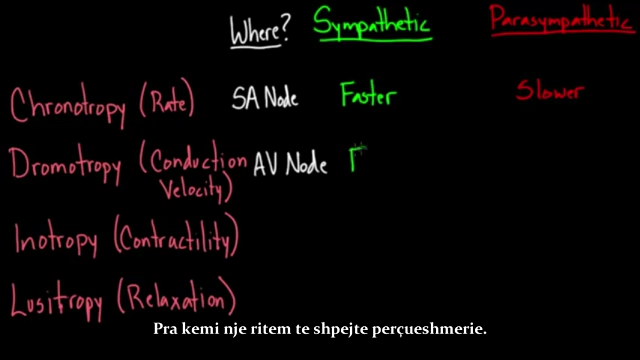 Where? Sympathetic Parasympathetic
Chronotropy (Rate) SA Node Faster Slower
Dromotropy (Conduction Velocity) AV Node
Inotropy (Contractility)
Lusitropy (Relaxation)
Pra kemi nje ritem te shpejte perçueshmerie.